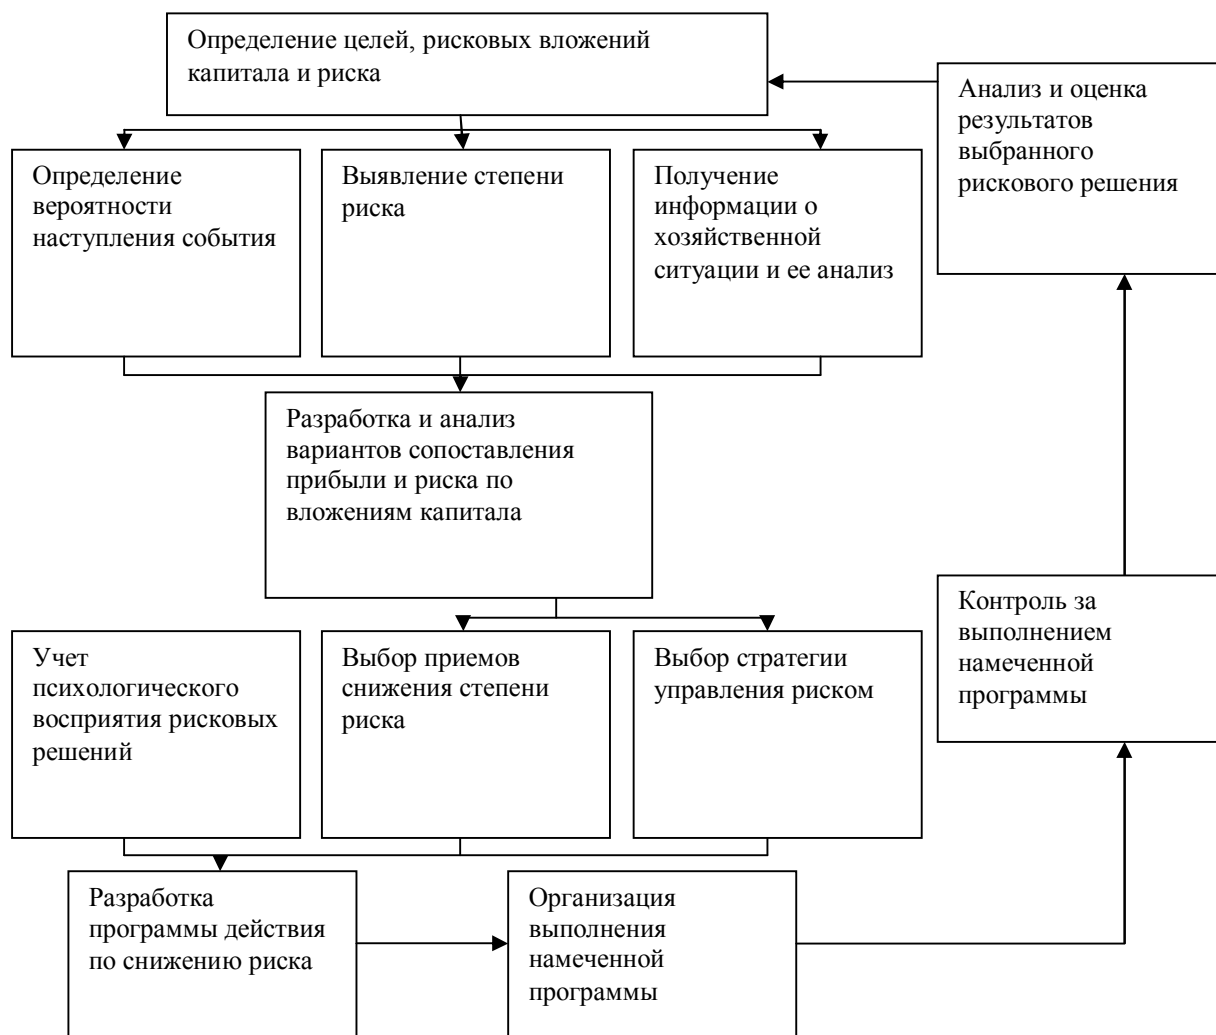 Определение целей, рисковых вложений
капитала и риска
Анализ и оценка
результатов
выбранного
рискового решения
Определение
вероятности
наступления события
Выявление степени
риска
Получение
информации о
хозяйственной
ситуации и ее анализ
Разработка и анализ
вариантов сопоставления
прибыли и риска по
вложениям капитала
Контроль за
выполнением
намеченной
программы
Учет
психологического
восприятия рисковых
решений
Выбор приемов
снижения степени
риска
Выбор стратегии
управления риском
Разработка
программы действия
по снижению риска
Организация
выполнения
намеченной
программы